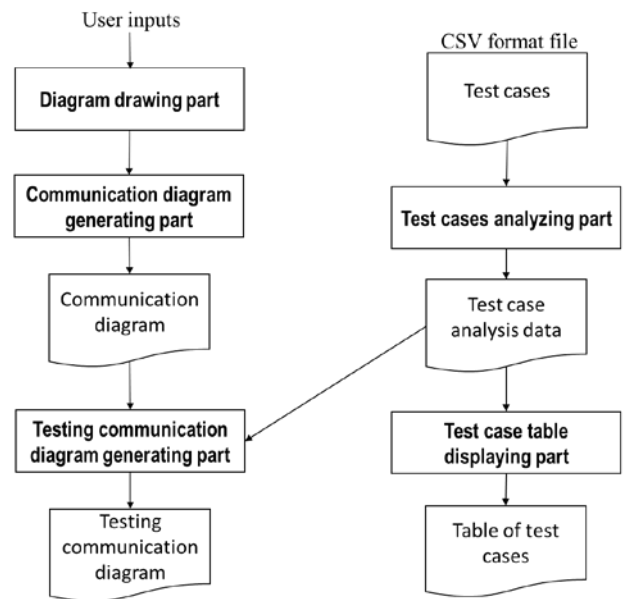 User inputs
Diagram drawing part
Communication diagram
generating part
Communication
diagram
Testing communication
diagram generating part
Testing
communication
diagram
CSV format file
Test cases
Test cases analyzing part
Test case
analysis data
Test case table
displaying part
Table of test
cases